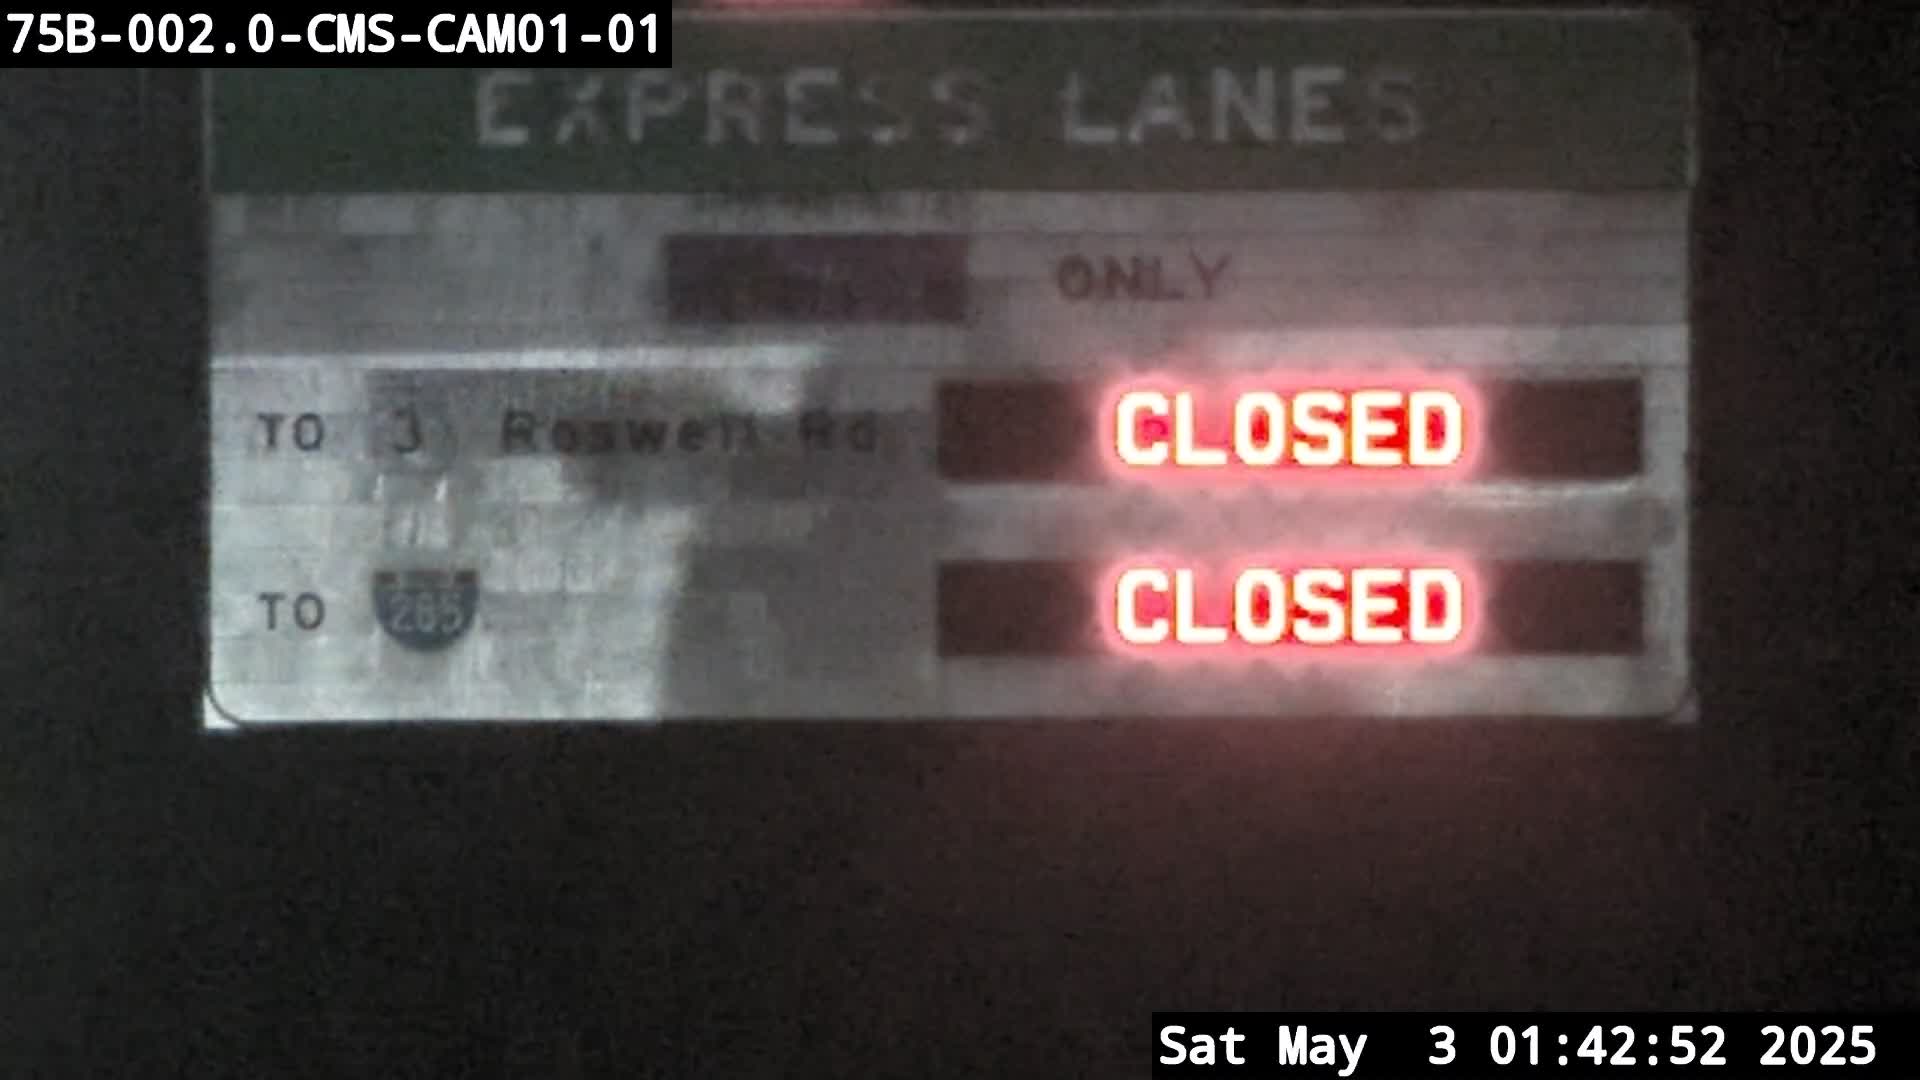 75B-002.0-CMS-CAM01-01
EXPRESS LANES
ONLY
TO 3 Roswell Rd CLOSED
TO 285 CLOSED
Sat May 3 01:42:52 2025